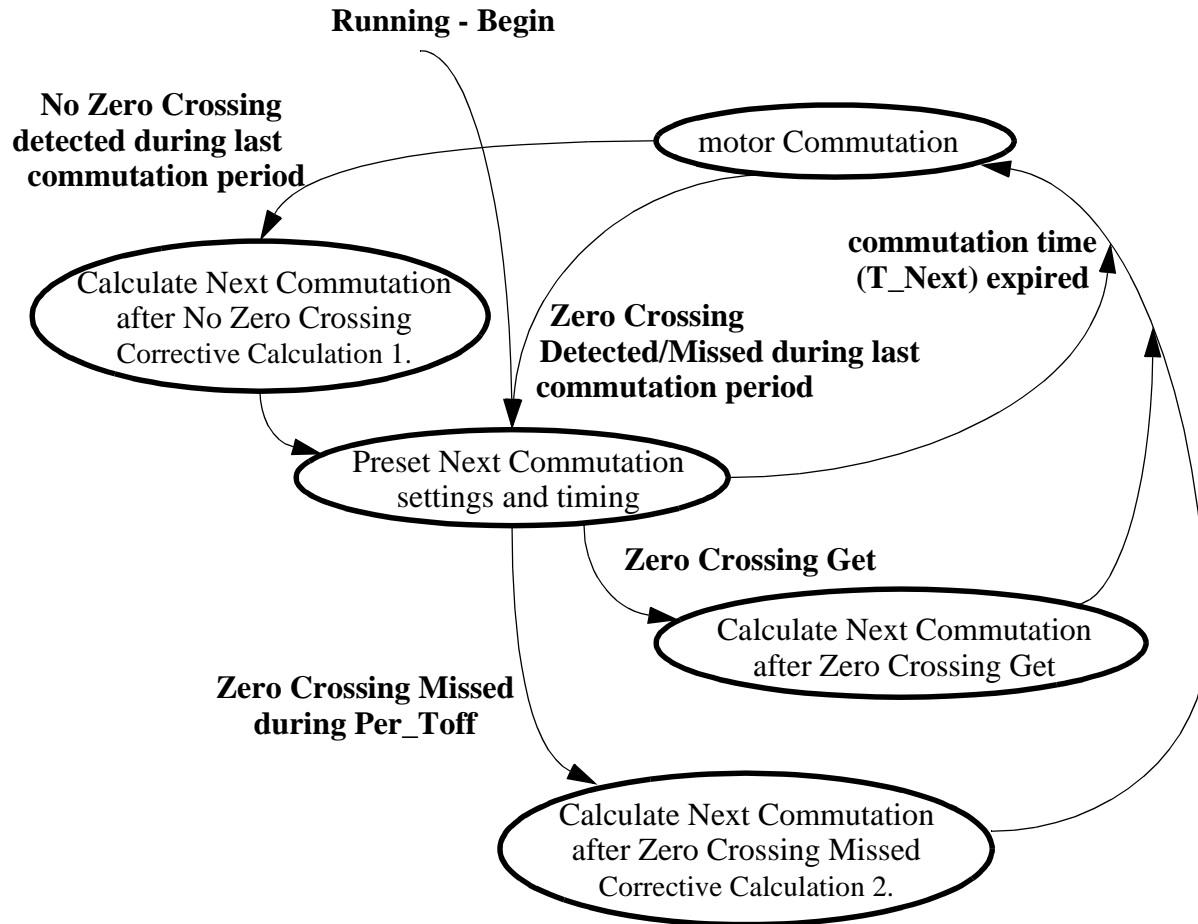 Running - Begin
No Zero Crossing
detected during last
commutation period
motor Commutation
commutation time
(T_Next) expired
Calculate Next Commutation
after No Zero Crossing
Corrective Calculation 1.
Zero Crossing
Detected/Missed during last
commutation period
Preset Next Commutation
settings and timing
Zero Crossing Get
Calculate Next Commutation
after Zero Crossing Get
Zero Crossing Missed
during Per_Toff
Calculate Next Commutation
after Zero Crossing Missed
Corrective Calculation 2.